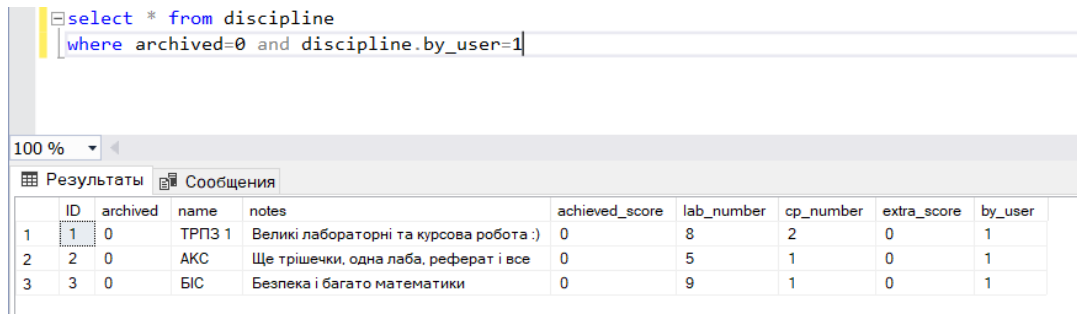 select * from discipline
where archived=0 and discipline.by_user=1
100 %
Результаты Сообщения
ID archived name notes achieved_score lab_number cp_number extra_score by_user
1 1 0 ТРПЗ 1 Великі лабораторні та курсова робота :) 0 8 2 0 1
2 2 0 АКС Ще трішечки, одна лаба, реферат і все 0 5 1 0 1
3 3 0 БІС Безпека і багато математики 0 9 1 0 1